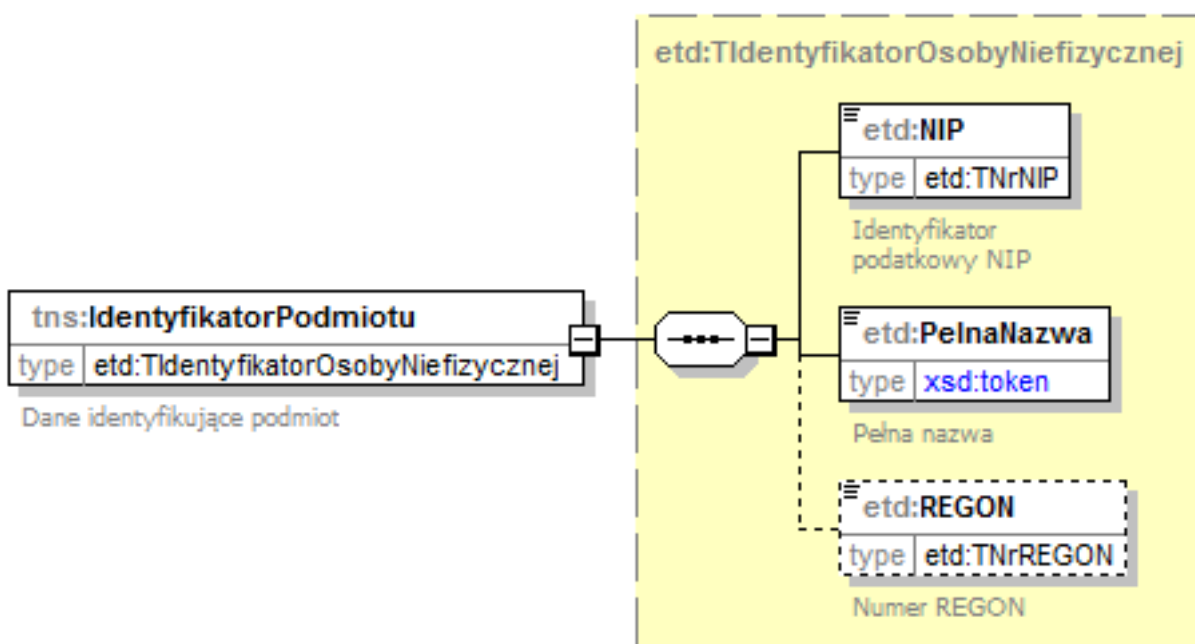 etd:TIdentyfikatorOsobyNiefizycznej
etd:NIP
type etd:TNrNIP
Identyfikator
podatkowy NIP
tns:IdentyfikatorPodmiotu
type etd:TIdentyfikatorOsobyNiefizycznej
Dane identyfikujące podmiot
etd:PelnaNazwa
type xsd:token
Pełna nazwa
etd:REGON
type etd:TNrREGON
Numer REGON